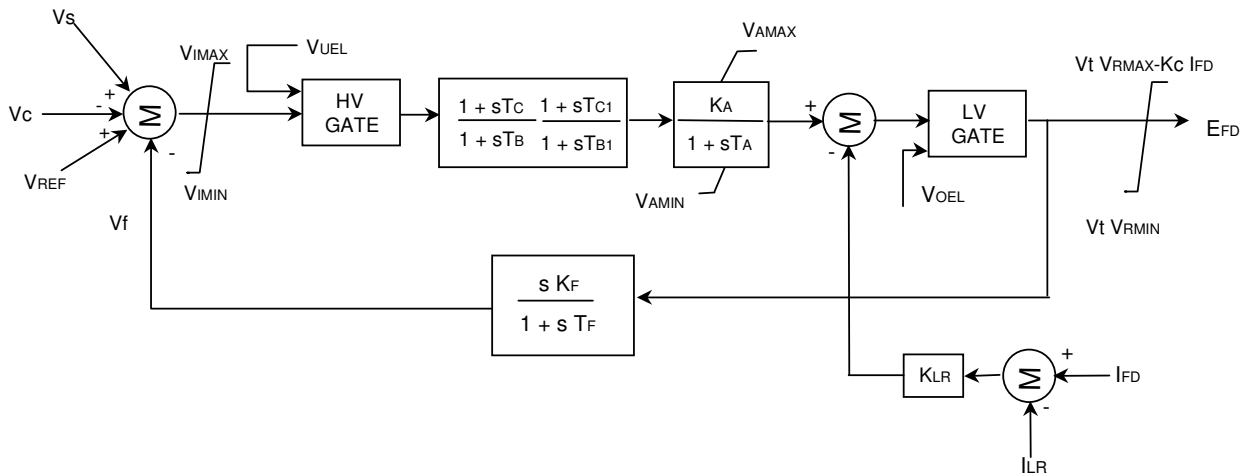 Vs
VIMAX
VUEL
VAMAX
Vt VRMAX-Kc IFD
Vc
+
-
+
-
Σ
HV
GATE
1 + sTC
1 + sTB
1 + sTC1
1 + sTB1
KA
1 + sTA
+
-
Σ
LV
GATE
EFD
VREF
VIMIN
VAMIN
VOEL
Vf
Vt VRMIN
s KF
1 + s TF
KLR
Σ
+
-
IFD
ILR